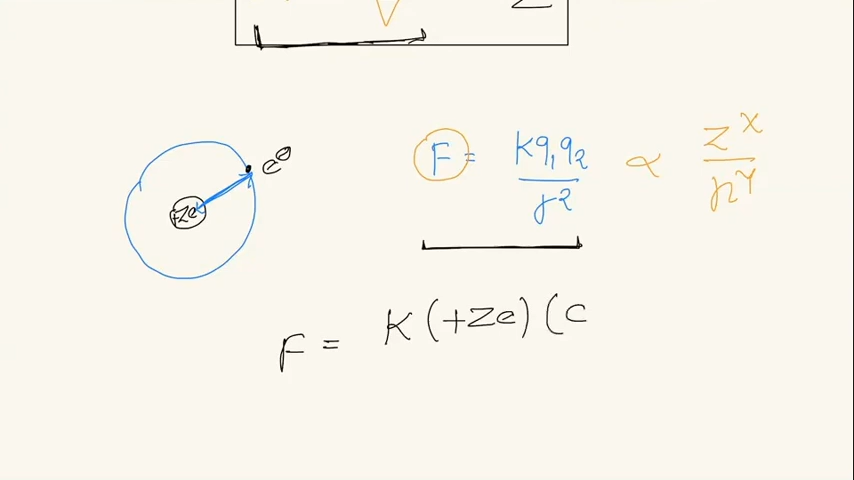 e⊖
+Ze
F = Kq₁q₂ / r² ∝ Z^X / n^Y
F = K (+Ze) (e